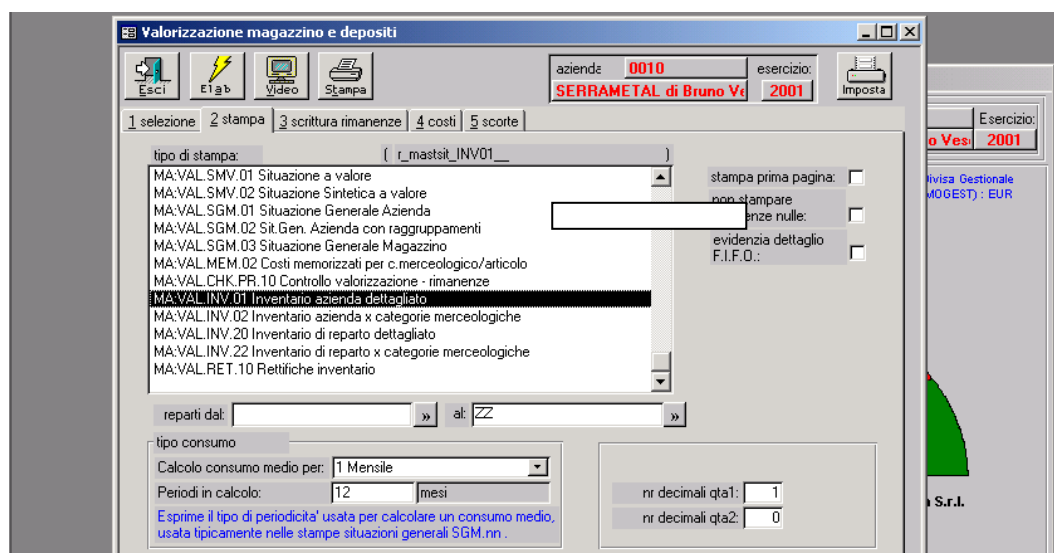 Valorizzazione magazzino e depositi
Esci
Elab
Video
Stampa
azienda 0010 esercizio:
SERRAMETAL di Bruno Ve 2001
Imposta
1 selezione 2 stampa 3 scrittura rimanenze 4 costi 5 scorte
Esercizio:
o Ves 2001
tipo di stampa: ( r_mastsit_INV01__ )
MA:VAL.SMV.01 Situazione a valore
MA:VAL.SMV.02 Situazione Sintetica a valore
MA:VAL.SGM.01 Situazione Generale Azienda
MA:VAL.SGM.02 Sit.Gen. Azienda con raggruppamenti
MA:VAL.SGM.03 Situazione Generale Magazzino
MA:VAL.MEM.02 Costi memorizzati per c.merceologico/articolo
MA:VAL.CHK.PR.10 Controllo valorizzazione - rimanenze
MA:VAL.INV.01 Inventario azienda dettagliato
MA:VAL.INV.02 Inventario azienda x categorie merceologiche
MA:VAL.INV.20 Inventario di reparto dettagliato
MA:VAL.INV.22 Inventario di reparto x categorie merceologiche
MA:VAL.RET.10 Rettifiche inventario
stampa prima pagina:
non stampare
enze nulle:
evidenzia dettaglio
F.I.F.O.:
Divisa Gestionale
MOGEST) : EUR
reparti dal: » al: ZZ »
tipo consumo
Calcolo consumo medio per: 1 Mensile
Periodi in calcolo: 12 mesi
Esprime il tipo di periodicita' usata per calcolare un consumo medio,
usata tipicamente nelle stampe situazioni generali SGM.nn .
nr decimali qta1: 1
nr decimali qta2: 0
S.r.l.